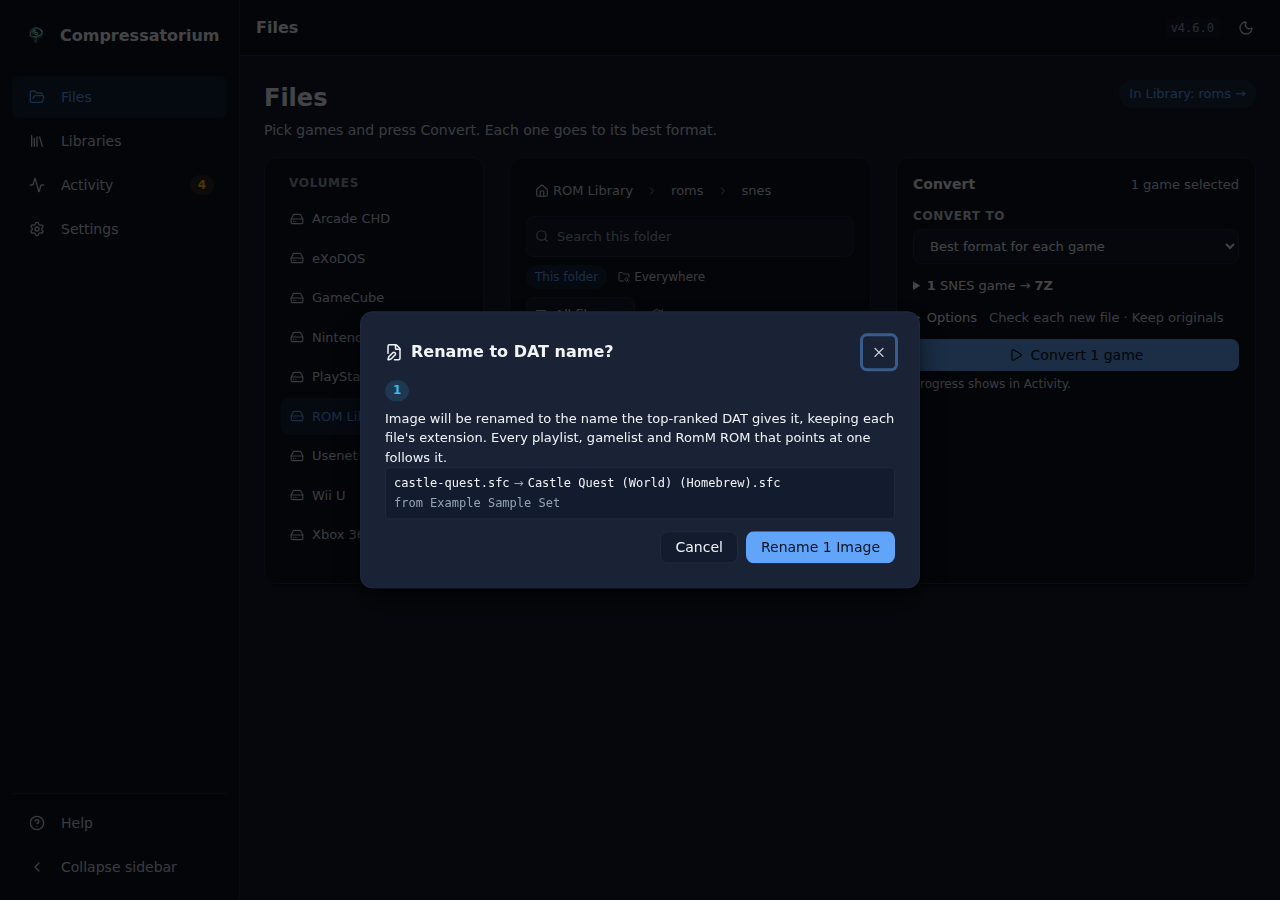 Compressatorium
Files
v4.6.0
Files
Libraries
Activity
4
Settings
Help
Collapse sidebar
Files
In Library: roms →
Pick games and press Convert. Each one goes to its best format.
VOLUMES
Arcade CHD
eXoDOS
GameCube
Usenet
Wii U
ROM Library
roms
snes
Search this folder
This folder
Everywhere
Convert
1 game selected
CONVERT TO
Best format for each game
1 SNES game → 7Z
Options
Check each new file · Keep originals
Convert 1 game
Rename to DAT name?
1
Image will be renamed to the name the top-ranked DAT gives it, keeping each
file's extension. Every playlist, gamelist and RomM ROM that points at one
follows it.
castle-quest.sfc → Castle Quest (World) (Homebrew).sfc
from Example Sample Set
Cancel
Rename 1 Image
shows in Activity.